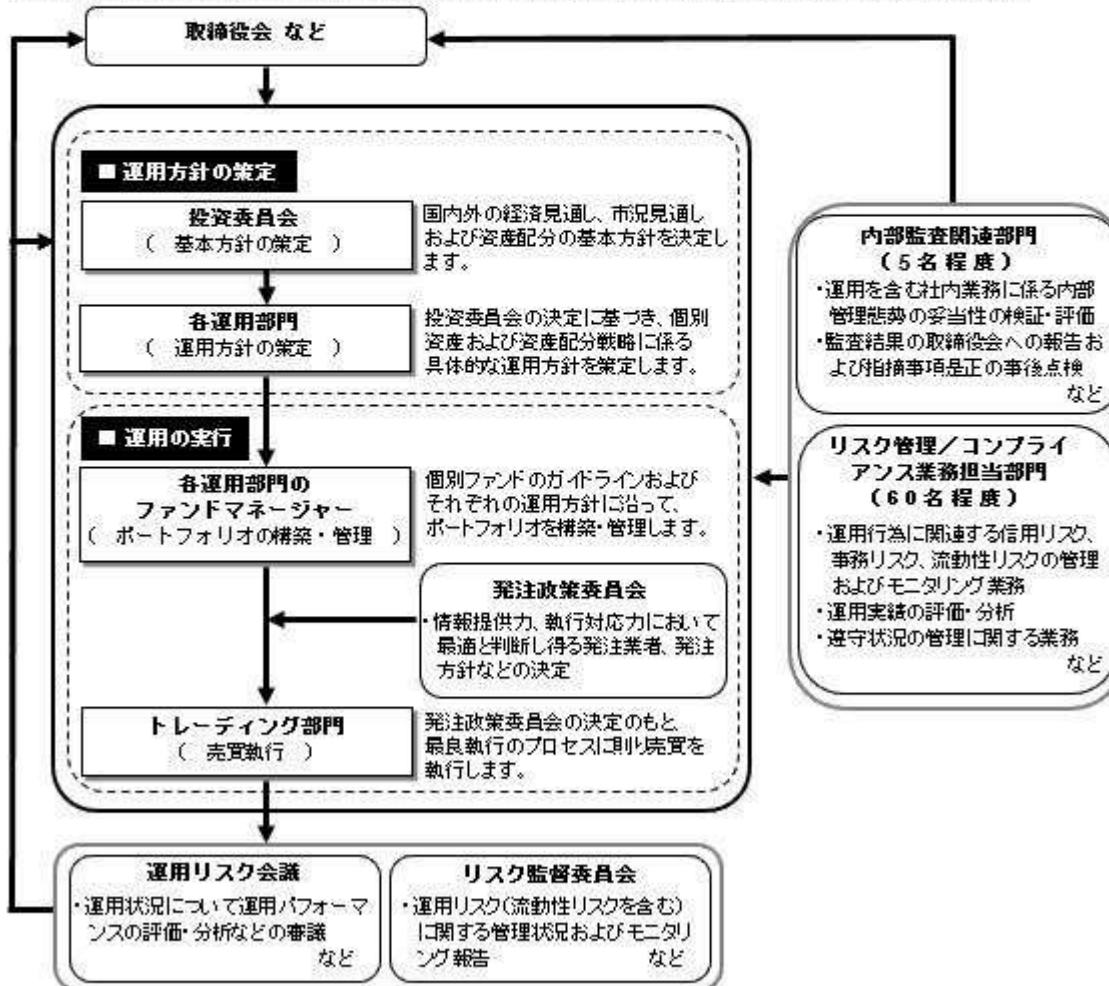 取締役会 など
■ 運用方針の策定
投資委員会
( 基本方針の策定 )
国内外の経済見通し、市況見通し
および資産配分の基本方針を決定し
ます。
各運用部門
( 運用方針の策定 )
投資委員会の決定に基づき、個別
資産および資産配分戦略に係る
具体的な運用方針を策定します。
■ 運用の実行
各運用部門の
ファンドマネージャー
( ポートフォリオの構築・管理 )
個別ファンドのガイドラインおよび
それぞれの運用方針に沿って、
ポートフォリオを構築・管理します。
発注政策委員会
・情報提供力、執行対応力において
最適と判断し得る発注業者、発注
方針などの決定
トレーディング部門
( 売買執行 )
発注政策委員会の決定のもと、
最良執行のプロセスに則り売買を
執行します。
運用リスク会議
・運用状況について運用パフォーマ
ンスの評価・分析などの審議
など
リスク監督委員会
・運用リスク(流動性リスクを含む)
に関する管理状況およびモニタリ
ング報告 など
内部監査関連部門
(5名程度)
・運用を含む社内業務に係る内部
管理態勢の妥当性の検証・評価
・監査結果の取締役会への報告お
よび指摘事項是正の事後点検
など
リスク管理/コンプライ
アンス業務担当部門
(60名程度)
・運用行為に関連する信用リスク、
事務リスク、流動性リスクの管理
およびモニタリング業務
・運用実績の評価・分析
・遵守状況の管理に関する業務
など